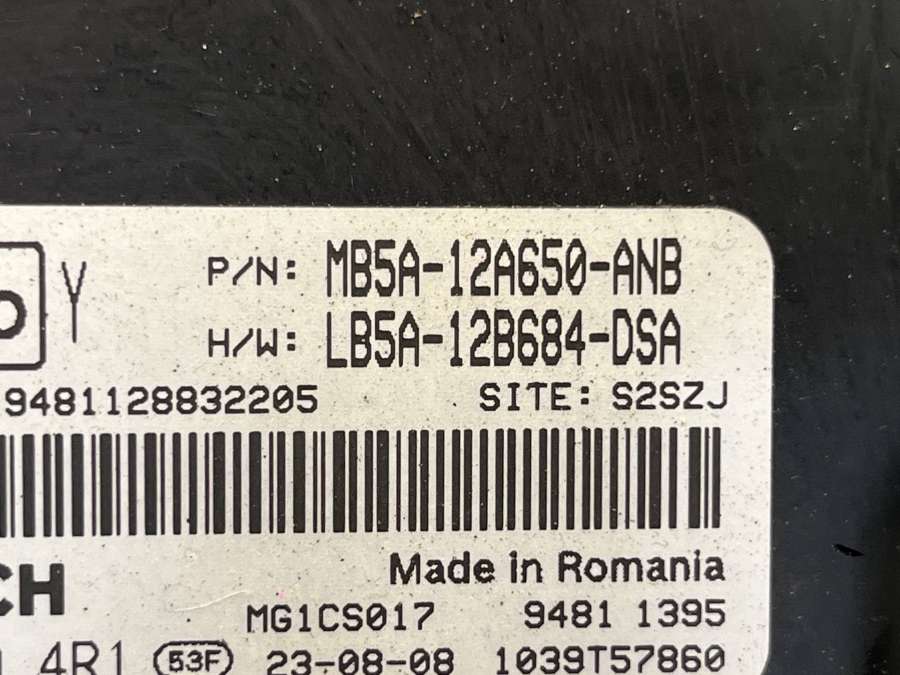 Y P/N: MB5A-12A650-ANB
H/W: LB5A-12B684-DSA
9481128832205 SITE: S2SZJ
Made in Romania
CH
MG1CS017 9481 1395
4R1 53F 23-08-08 1039T57860